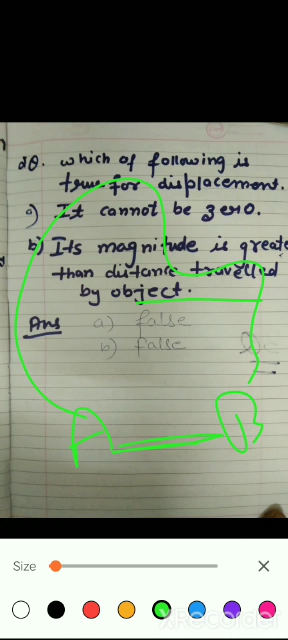 Q. which of following is
true for displacement.
a) It cannot be zero.
b) Its magnitude is greate
than distance travelled
by object.
Ans a) false
b) false
A B
Size
XRecorder